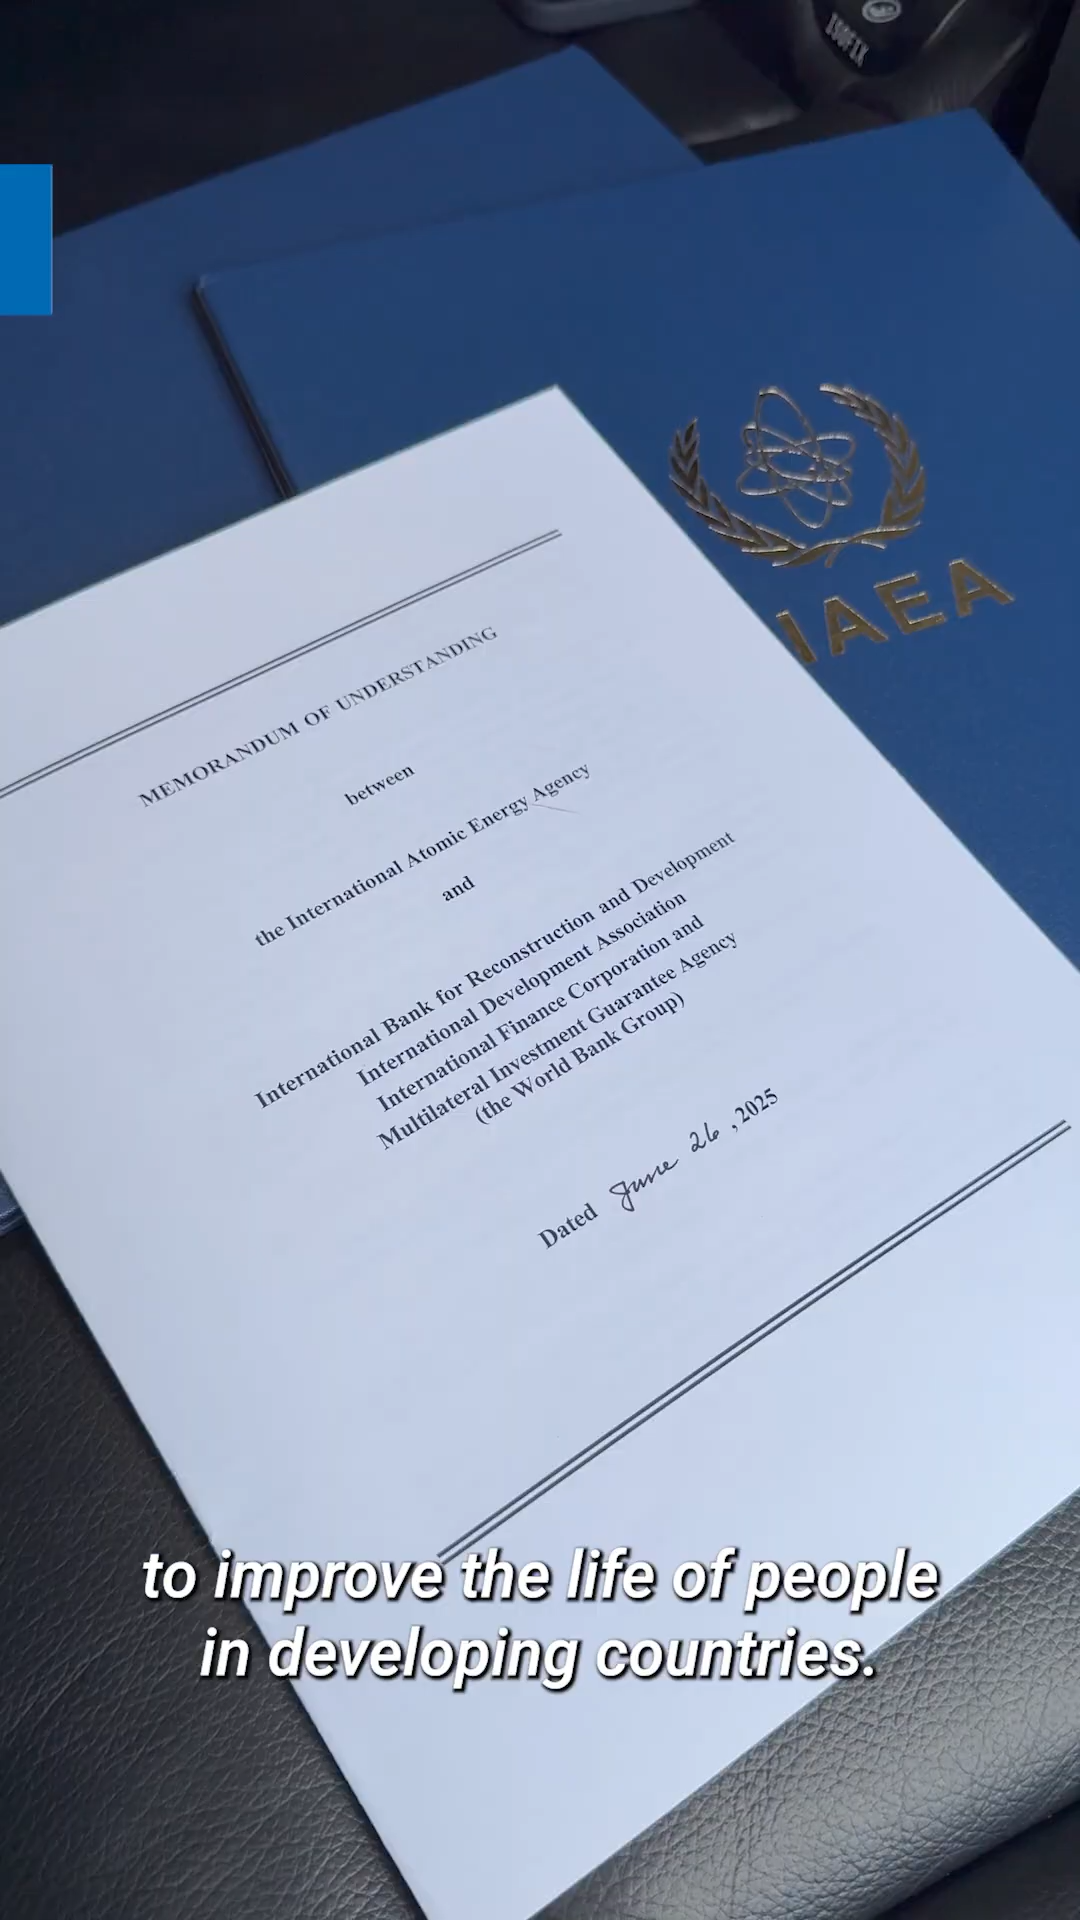 ISOFIX
IAEA
MEMORANDUM OF UNDERSTANDING
between
the International Atomic Energy Agency
and
International Bank for Reconstruction and Development
International Development Association
International Finance Corporation and
Multilateral Investment Guarantee Agency
(the World Bank Group)
Dated June 26, 2025
to improve the life of people
in developing countries.